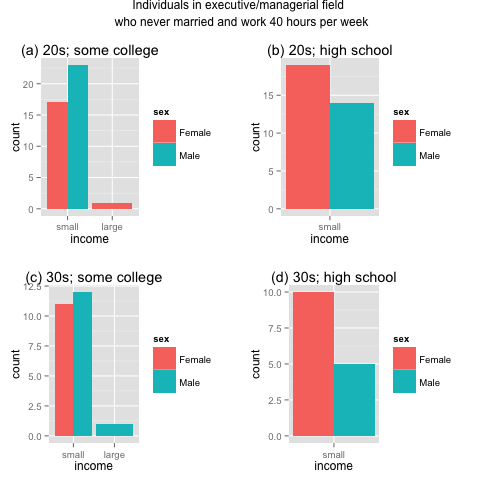 Individuals in executive/managerial field
who never married and work 40 hours per week
(a) 20s; some college
20
15
10
5
0
count
small large
income
sex
Female
Male
(b) 20s; high school
15
10
5
0
count
small
income
sex
Female
Male
(c) 30s; some college
12.5
10.0
7.5
5.0
2.5
0.0
count
small large
income
sex
Female
Male
(d) 30s; high school
10.0
7.5
5.0
2.5
0.0
count
small
income
sex
Female
Male